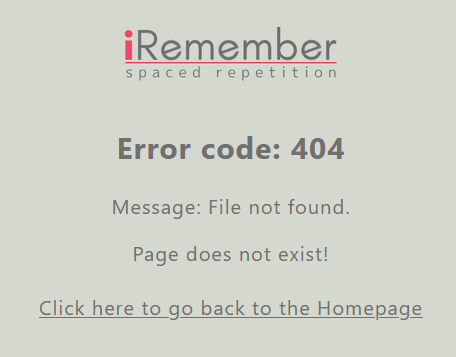 iRemember
spaced repetition
Error code: 404
Message: File not found.
Page does not exist!
Click here to go back to the Homepage